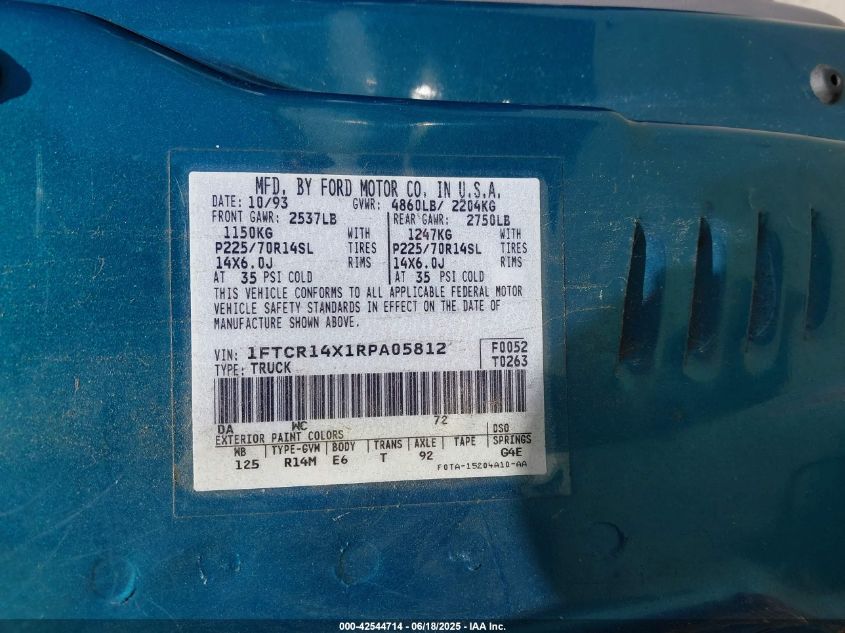 MFD. BY FORD MOTOR CO. IN U.S.A.
DATE: 10/93 GVWR: 4860LB/ 2204KG
FRONT GAWR: 2537LB REAR GAWR: 2750LB
1150KG WITH 1247KG WITH
P225/70R14SL TIRES P225/70R14SL TIRES
14X6.0J RIMS 14X6.0J RIMS
AT 35 PSI COLD AT 35 PSI COLD
THIS VEHICLE CONFORMS TO ALL APPLICABLE FEDERAL MOTOR
VEHICLE SAFETY STANDARDS IN EFFECT ON THE DATE OF
MANUFACTURE SHOWN ABOVE.
VIN: 1FTCR14X1RPA05812 F0052
TYPE: TRUCK T0263
DA WC 72
EXTERIOR PAINT COLORS DSO
WB TYPE-GVM BODY TRANS AXLE TAPE SPRINGS
125 R14M E6 T 92 G4E
F0TA-15204A10-AA
000-42544714 - 06/18/2025 - IAA Inc.